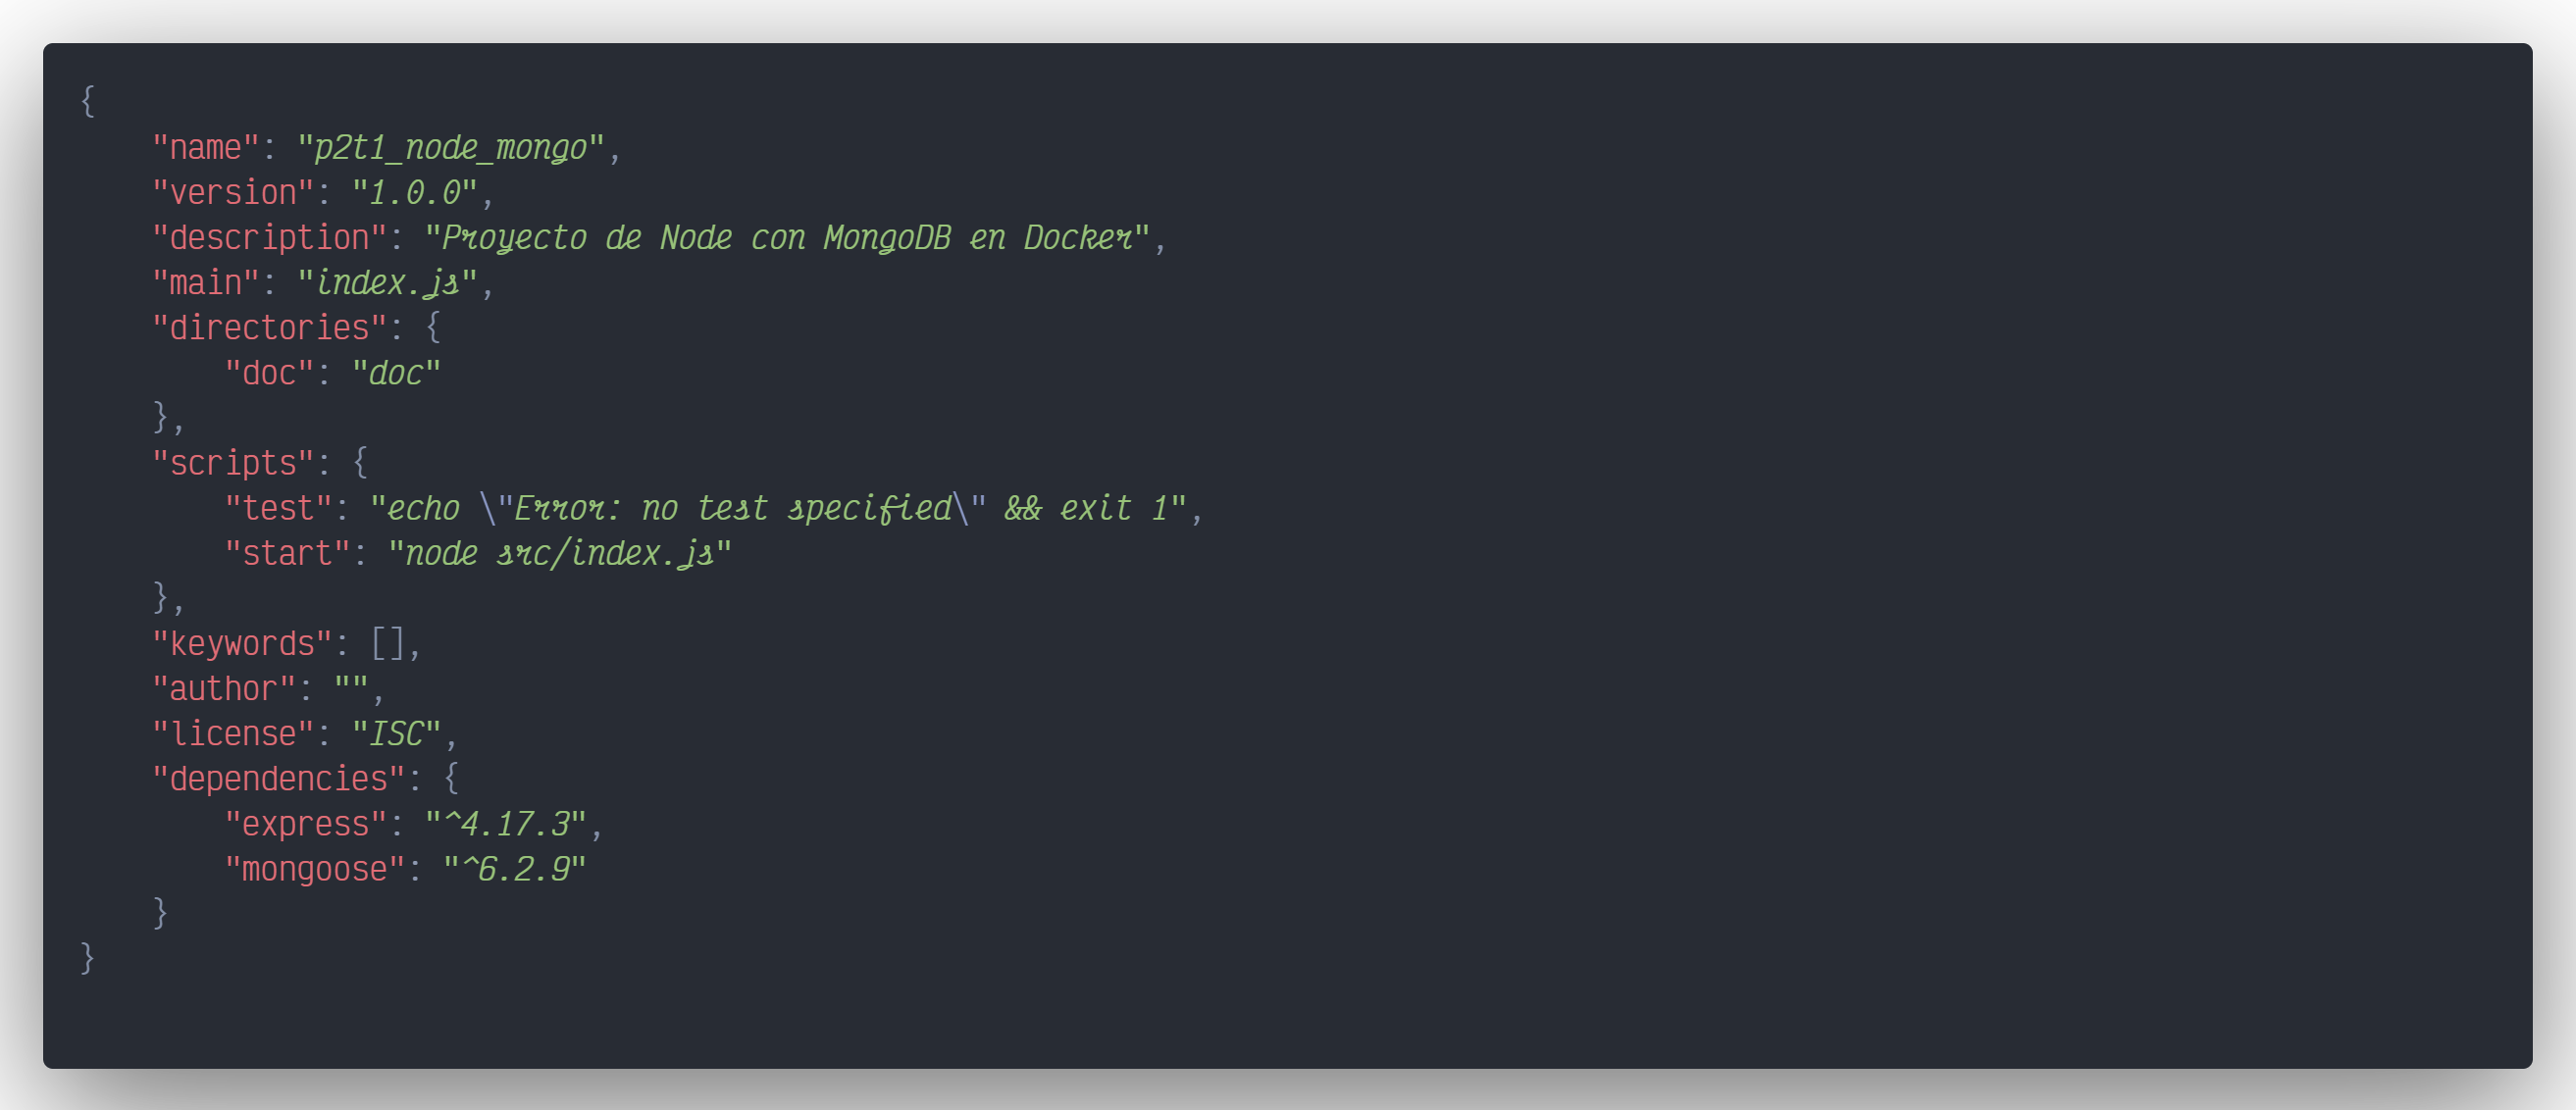 {
    "name": "p2t1_node_mongo",
    "version": "1.0.0",
    "description": "Proyecto de Node con MongoDB en Docker",
    "main": "index.js",
    "directories": {
        "doc": "doc"
    },
    "scripts": {
        "test": "echo \"Error: no test specified\" && exit 1",
        "start": "node src/index.js"
    },
    "keywords": [],
    "author": "",
    "license": "ISC",
    "dependencies": {
        "express": "^4.17.3",
        "mongoose": "^6.2.9"
    }
}